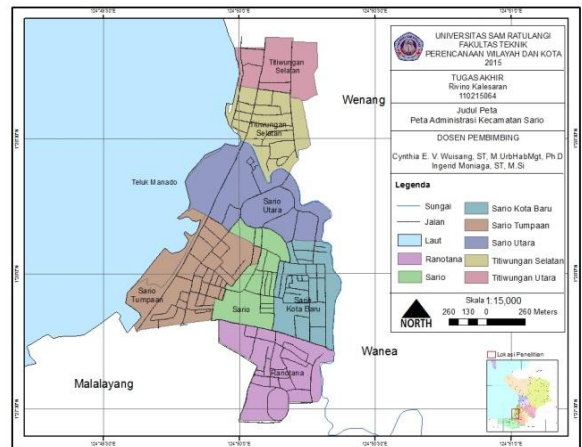 UNIVERSITAS SAM RATULANGI
FAKULTAS TEKNIK
PERENCANAAN WILAYAH DAN KOTA
2015
TUGAS AKHIR
Rivino Kalesaran
110215064
Judul Peta
Peta Administrasi Kecamatan Sario
DOSEN PEMBIMBING
Cynthia E. V. Wuisang, ST, M.UrbHabMgt, Ph.D
Ingerid Moniaga, ST, M.Si
Legenda
Sungai
Jalan
Laut
Ranotana
Sario
Sario Kota Baru
Sario Tumpaan
Sario Utara
Titiwungan Selatan
Titiwungan Utara
Skala 1:15,000
260 130 0 260 Meters
NORTH
Lokasi Penelitian
Titiwungan
Selatan
Wenang
Titiwungan
Selatan
Teluk Manado
Sario
Utara
Sario
Tumpaan
Sario
Sario
Kota Baru
Ranotana
Wanea
Malalayang